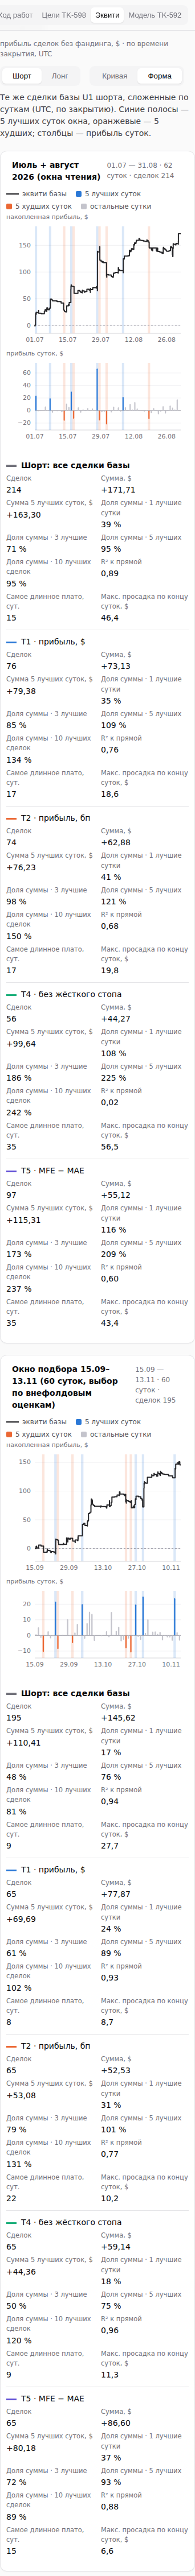 Код работ Цели ТК-598 Эквити Модель ТК-592
прибыль сделок без фандинга, $ · по времени
закрытия, UTC
Шорт Лонг Кривая Форма
Те же сделки базы U1 шорта, сложенные по
суткам (UTC, по закрытию). Синие полосы —
5 лучших суток окна, оранжевые — 5
худших; столбцы — прибыль суток.
Июль + август
2026 (окна чтения)
01.07 — 31.08 · 62
суток · сделок 214
эквити базы 5 лучших суток
5 худших суток остальные сутки
накопленная прибыль, $
150
100
50
0
01.07 15.07 29.07 12.08 26.08
прибыль суток, $
60
40
20
0
−20
01.07 15.07 29.07 12.08 26.08
Шорт: все сделки базы
Сделок Сумма, $
214 +171,71
Сумма 5 лучших суток, $ Доля суммы · 1 лучшие сутки
+163,30 39 %
Доля суммы · 3 лучшие Доля суммы · 5 лучших
71 % 95 %
Доля суммы · 10 лучших сделок R² к прямой
95 % 0,89
Самое длинное плато, сут. Макс. просадка по концу суток, $
15 46,4
T1 · прибыль, $
Сделок Сумма, $
76 +73,13
Сумма 5 лучших суток, $ Доля суммы · 1 лучшие сутки
+79,38 35 %
Доля суммы · 3 лучшие Доля суммы · 5 лучших
85 % 109 %
Доля суммы · 10 лучших сделок R² к прямой
134 % 0,76
Самое длинное плато, сут. Макс. просадка по концу суток, $
17 18,6
T2 · прибыль, бп
Сделок Сумма, $
74 +62,88
Сумма 5 лучших суток, $ Доля суммы · 1 лучшие сутки
+76,23 41 %
Доля суммы · 3 лучшие Доля суммы · 5 лучших
98 % 121 %
Доля суммы · 10 лучших сделок R² к прямой
150 % 0,68
Самое длинное плато, сут. Макс. просадка по концу суток, $
17 19,8
T4 · без жёсткого стопа
Сделок Сумма, $
56 +44,27
Сумма 5 лучших суток, $ Доля суммы · 1 лучшие сутки
+99,64 108 %
Доля суммы · 3 лучшие Доля суммы · 5 лучших
186 % 225 %
Доля суммы · 10 лучших сделок R² к прямой
242 % 0,02
Самое длинное плато, сут. Макс. просадка по концу суток, $
35 56,5
T5 · MFE − MAE
Сделок Сумма, $
97 +55,12
Сумма 5 лучших суток, $ Доля суммы · 1 лучшие сутки
+115,31 116 %
Доля суммы · 3 лучшие Доля суммы · 5 лучших
173 % 209 %
Доля суммы · 10 лучших сделок R² к прямой
237 % 0,60
Самое длинное плато, сут. Макс. просадка по концу суток, $
35 43,4
Окно подбора 15.09–
13.11 (60 суток, выбор
по внефолдовым
оценкам)
15.09 —
13.11 · 60
суток ·
сделок 195
эквити базы 5 лучших суток
5 худших суток остальные сутки
накопленная прибыль, $
150
100
50
0
15.09 29.09 13.10 27.10 10.11
прибыль суток, $
20
10
0
−10
15.09 29.09 13.10 27.10 10.11
Шорт: все сделки базы
Сделок Сумма, $
195 +145,62
Сумма 5 лучших суток, $ Доля суммы · 1 лучшие сутки
+110,41 17 %
Доля суммы · 3 лучшие Доля суммы · 5 лучших
48 % 76 %
Доля суммы · 10 лучших сделок R² к прямой
81 % 0,94
Самое длинное плато, сут. Макс. просадка по концу суток, $
9 27,7
T1 · прибыль, $
Сделок Сумма, $
65 +77,87
Сумма 5 лучших суток, $ Доля суммы · 1 лучшие сутки
+69,69 24 %
Доля суммы · 3 лучшие Доля суммы · 5 лучших
61 % 89 %
Доля суммы · 10 лучших сделок R² к прямой
102 % 0,93
Самое длинное плато, сут. Макс. просадка по концу суток, $
8 8,7
T2 · прибыль, бп
Сделок Сумма, $
65 +52,53
Сумма 5 лучших суток, $ Доля суммы · 1 лучшие сутки
+53,08 31 %
Доля суммы · 3 лучшие Доля суммы · 5 лучших
79 % 101 %
Доля суммы · 10 лучших сделок R² к прямой
131 % 0,77
Самое длинное плато, сут. Макс. просадка по концу суток, $
22 10,2
T4 · без жёсткого стопа
Сделок Сумма, $
65 +59,14
Сумма 5 лучших суток, $ Доля суммы · 1 лучшие сутки
+44,36 18 %
Доля суммы · 3 лучшие Доля суммы · 5 лучших
50 % 75 %
Доля суммы · 10 лучших сделок R² к прямой
120 % 0,96
Самое длинное плато, сут. Макс. просадка по концу суток, $
9 11,3
T5 · MFE − MAE
Сделок Сумма, $
65 +86,60
Сумма 5 лучших суток, $ Доля суммы · 1 лучшие сутки
+80,18 37 %
Доля суммы · 3 лучшие Доля суммы · 5 лучших
72 % 93 %
Доля суммы · 10 лучших сделок R² к прямой
89 % 0,88
Самое длинное плато, сут. Макс. просадка по концу суток, $
15 6,6